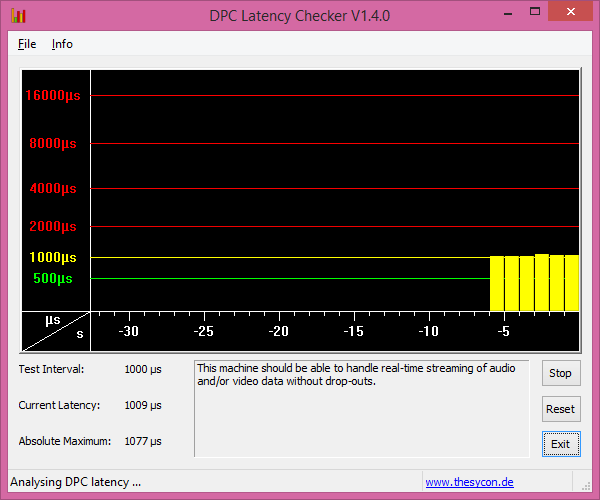 DPC Latency Checker V1.4.0
File Info
16000µs
8000µs
4000µs
2000µs
1000µs
500µs
µs
s
-30 -25 -20 -15 -10 -5
Test Interval: 1000 µs
Current Latency: 1009 µs
Absolute Maximum: 1077 µs
This machine should be able to handle real-time streaming of audio
and/or video data without drop-outs.
Stop
Reset
Exit
Analysing DPC latency ...
www.thesycon.de